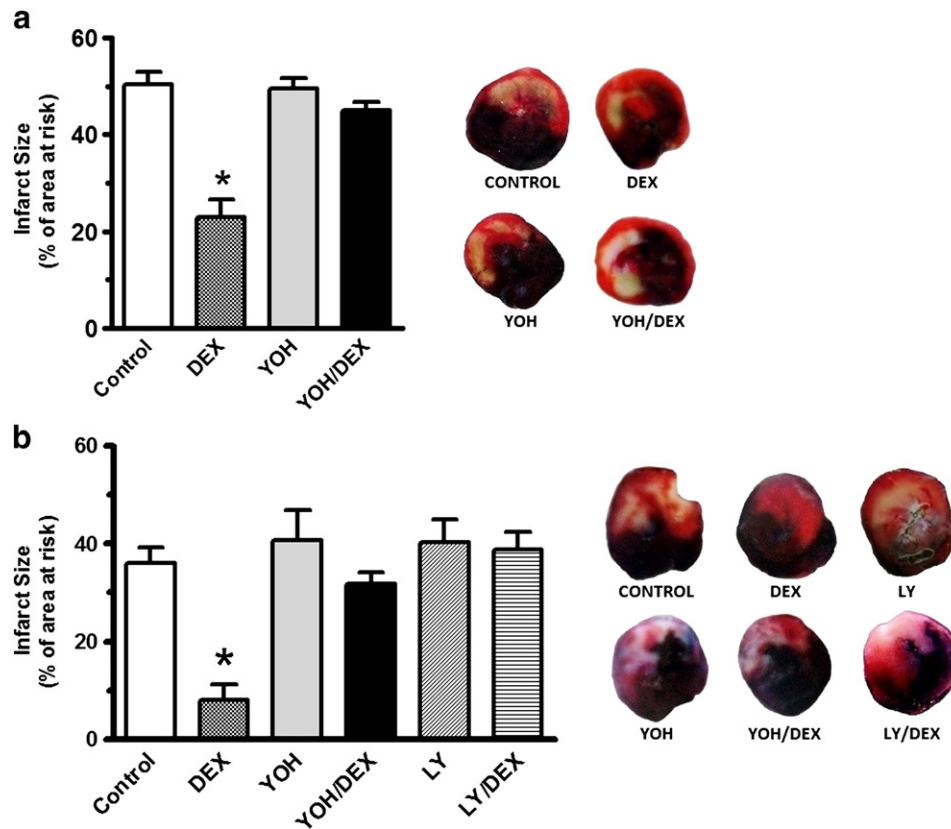 a
Infarct Size
(% of area at risk)
60
40
20
0
*
Control
DEX
YOH
YOH/DEX
CONTROL
DEX
YOH
YOH/DEX
b
Infarct Size
(% of area at risk)
60
40
20
0
*
Control
DEX
YOH
YOH/DEX
LY
LY/DEX
CONTROL
DEX
LY
YOH
YOH/DEX
LY/DEX